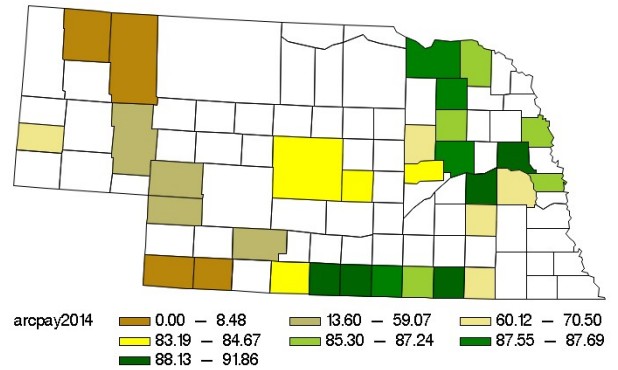 arcpay2014 0.00 — 8.48 13.60 — 59.07 60.12 — 70.50
83.19 — 84.67 85.30 — 87.24 87.55 — 87.69
88.13 — 91.86